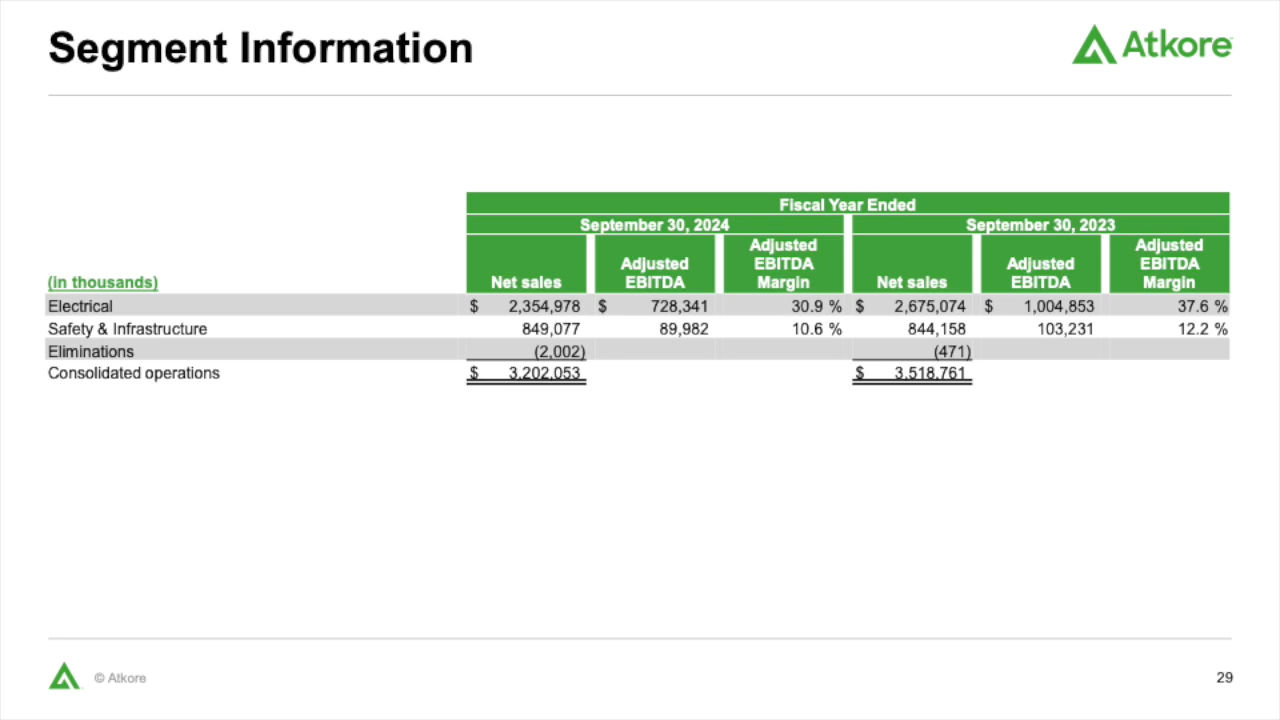 Segment Information
Atkore
Fiscal Year Ended
September 30, 2024 September 30, 2023
(in thousands) Net sales Adjusted EBITDA Adjusted EBITDA Margin Net sales Adjusted EBITDA Adjusted EBITDA Margin
Electrical $ 2,354,978 $ 728,341 30.9 % $ 2,675,074 $ 1,004,853 37.6 %
Safety & Infrastructure 849,077 89,982 10.6 % 844,158 103,231 12.2 %
Eliminations (2,002) (471)
Consolidated operations $ 3,202,053 $ 3,518,761
© Atkore
29